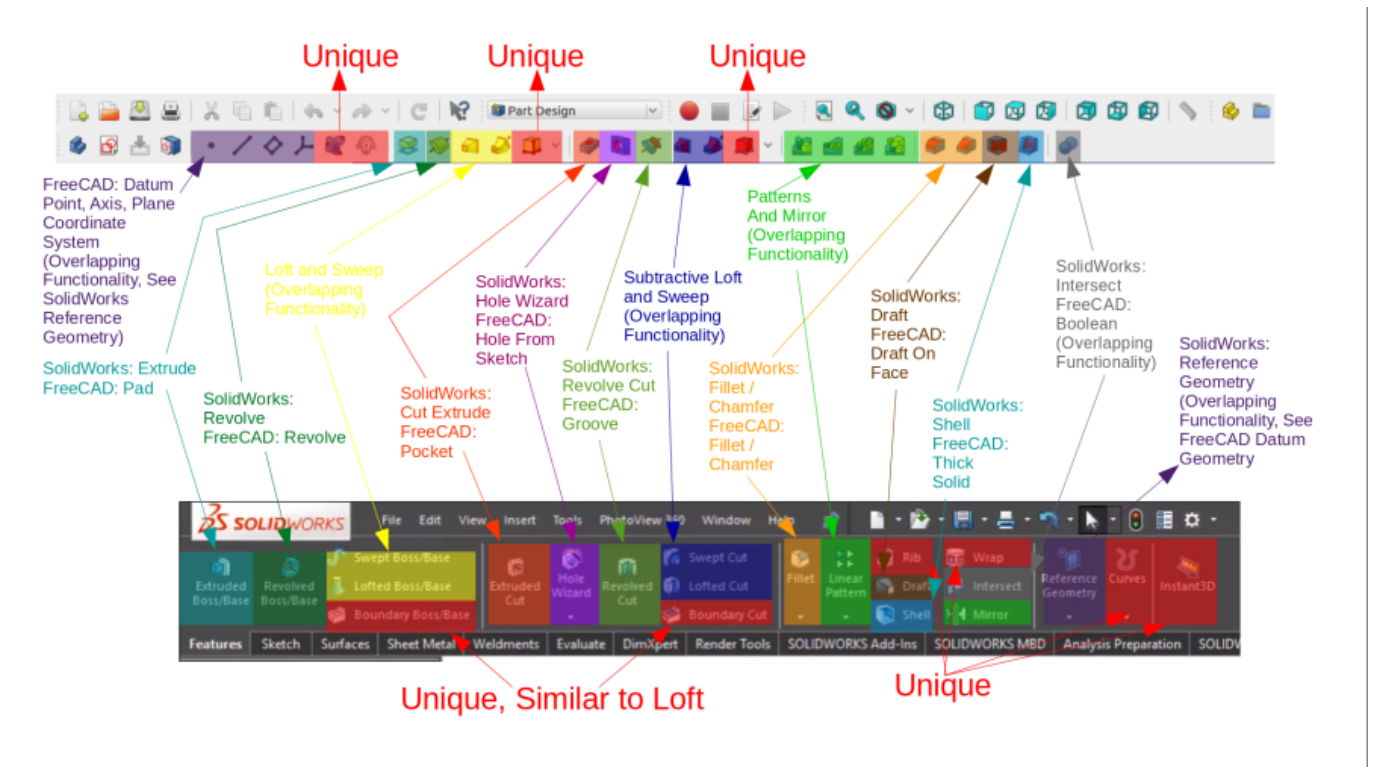 Unique
Unique
Unique
Part Design
FreeCAD: Datum
Point, Axis, Plane
Coordinate
System
(Overlapping
Functionality, See
SolidWorks
Reference
Geometry)
SolidWorks: Extrude
FreeCAD: Pad
SolidWorks:
Revolve
FreeCAD: Revolve
Loft and Sweep
(Overlapping
Functionality)
SolidWorks:
Cut Extrude
FreeCAD:
Pocket
SolidWorks:
Hole Wizard
FreeCAD:
Hole From
Sketch
SolidWorks:
Revolve Cut
FreeCAD:
Groove
Subtractive Loft
and Sweep
(Overlapping
Functionality)
Patterns
And Mirror
(Overlapping
Functionality)
SolidWorks:
Fillet /
Chamfer
FreeCAD:
Fillet /
Chamfer
SolidWorks:
Draft
FreeCAD:
Draft On
Face
SolidWorks:
Shell
FreeCAD:
Thick
Solid
SolidWorks:
Intersect
FreeCAD:
Boolean
(Overlapping
Functionality)
SolidWorks:
Reference
Geometry
(Overlapping
Functionality, See
FreeCAD Datum
Geometry
SOLIDWORKS
File Edit View Insert Tools PhotoView 360 Window Help
Extruded
Boss/Base
Revolved
Boss/Base
Swept Boss/Base
Lofted Boss/Base
Boundary Boss/Base
Extruded
Cut
Hole
Wizard
Revolved
Cut
Swept Cut
Lofted Cut
Boundary Cut
Fillet
Linear
Pattern
Rib
Draft
Shell
Wrap
Intersect
Mirror
Reference
Geometry
Curves
Instant3D
Features Sketch Surfaces Sheet Metal Weldments Evaluate DimXpert Render Tools SOLIDWORKS Add-Ins SOLIDWORKS MBD Analysis Preparation SOLIDW
Unique, Similar to Loft
Unique